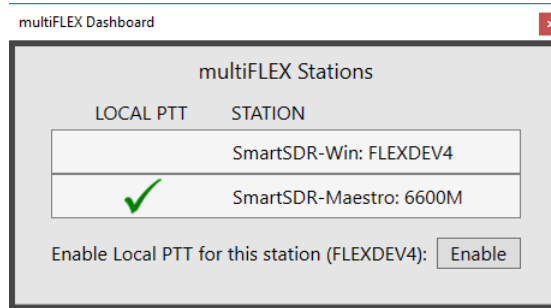 multiFLEX Dashboard
multiFLEX Stations
LOCAL PTT STATION
SmartSDR-Win: FLEXDEV4
SmartSDR-Maestro: 6600M
Enable Local PTT for this station (FLEXDEV4): Enable